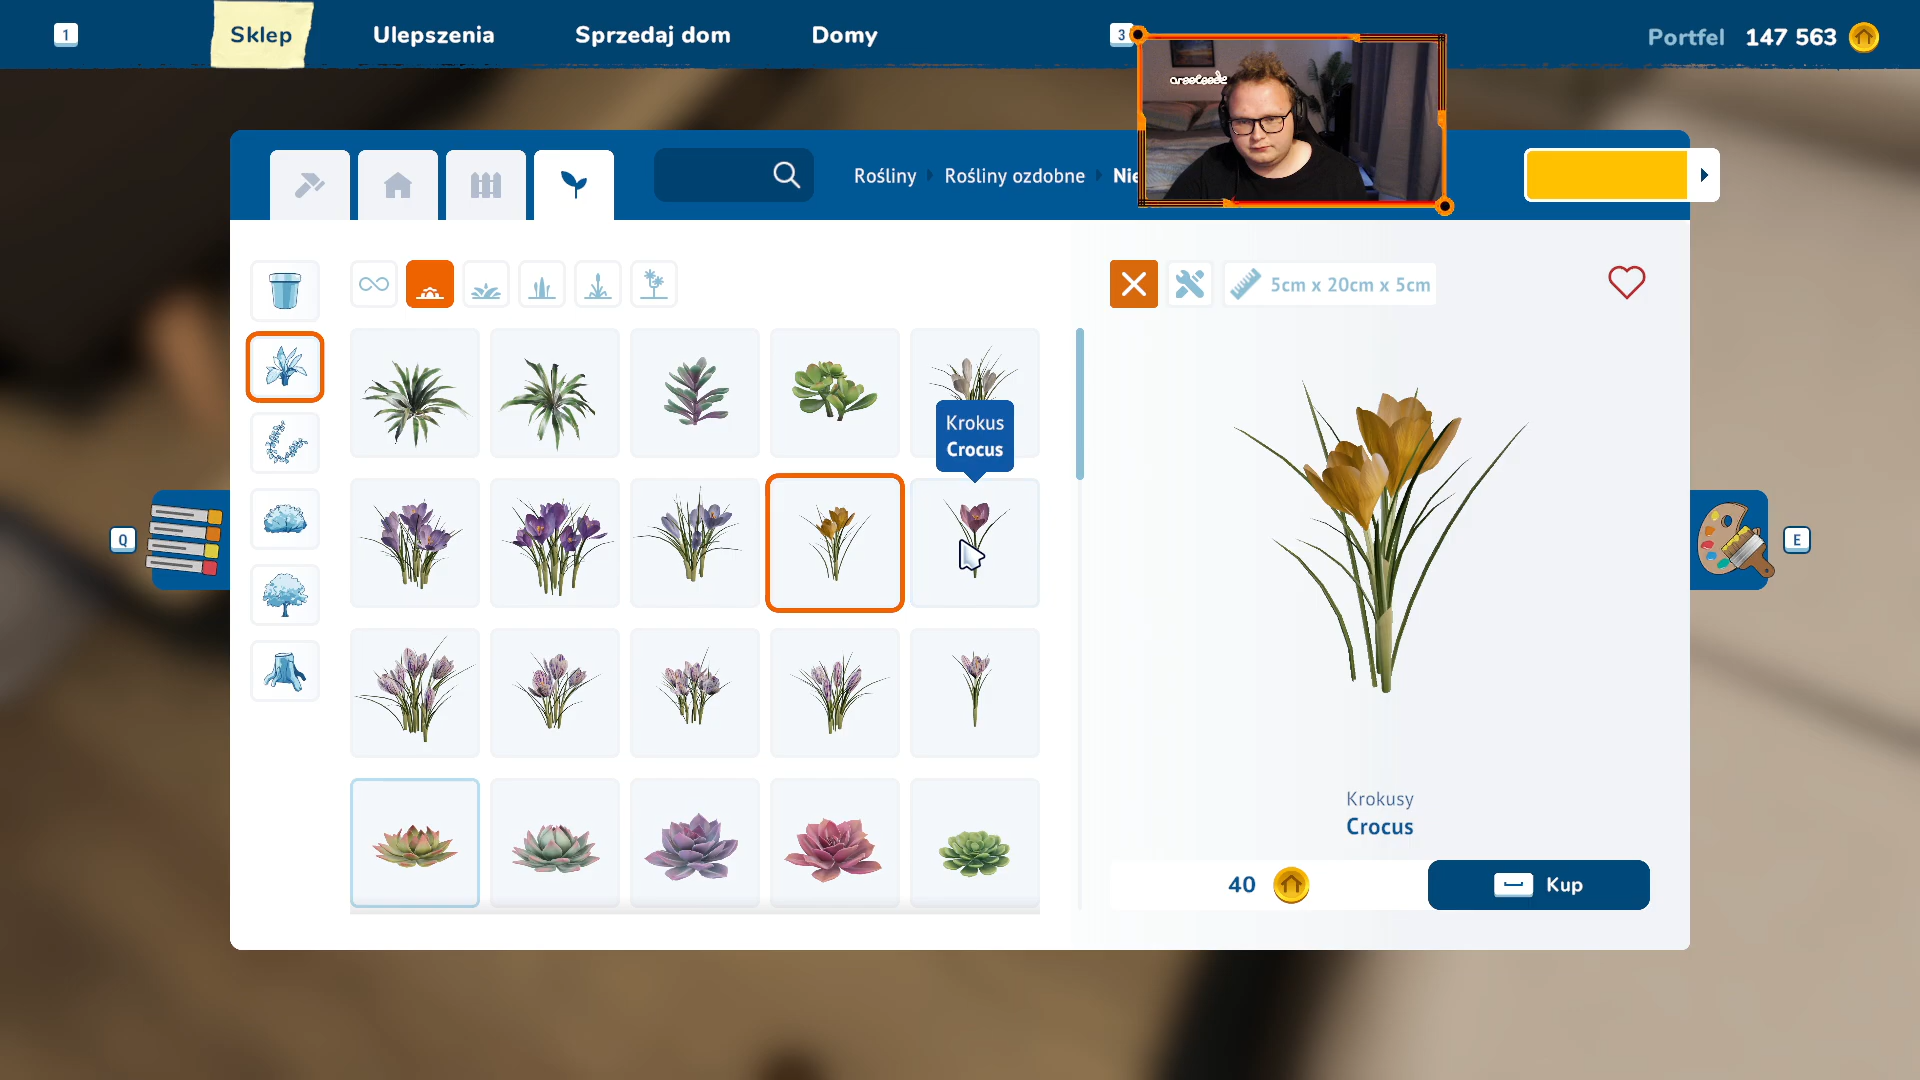 1
Sklep
Ulepszenia
Sprzedaj dom
Domy
3
Portfel 147 563
Rośliny
Rośliny ozdobne
Nie
5cm x 20cm x 5cm
Krokus
Crocus
Q
E
Krokusy
Crocus
40
Kup